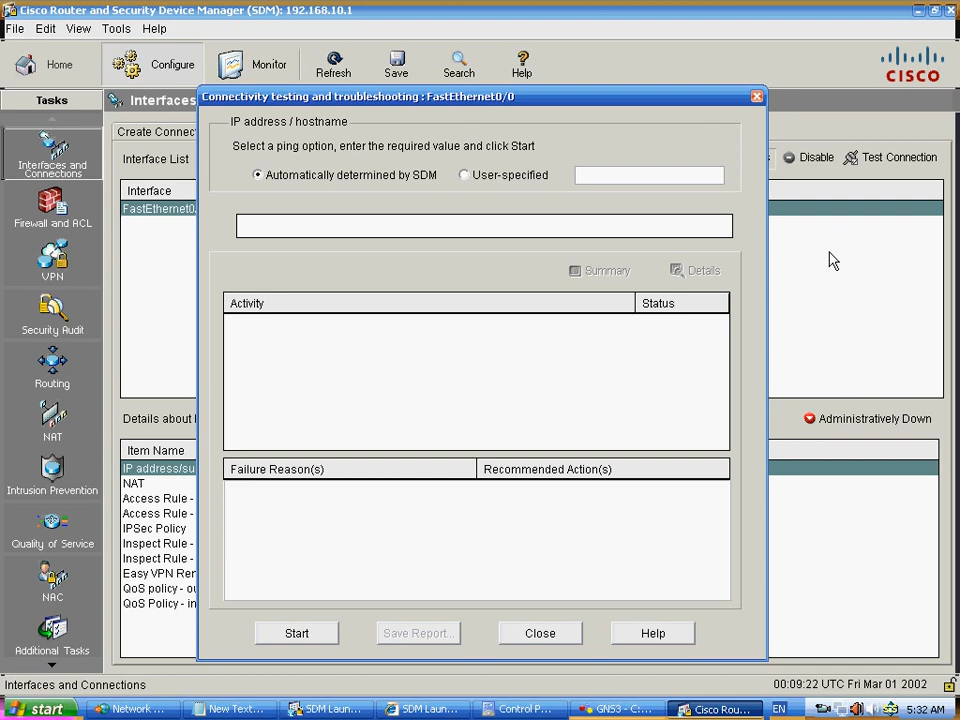 Cisco Router and Security Device Manager (SDM): 192.168.10.1
File Edit View Tools Help
Home Configure Monitor Refresh Save Search Help
CISCO
Tasks
Interfaces
Connectivity testing and troubleshooting : FastEthernet0/0
IP address / hostname
Select a ping option, enter the required value and click Start
Automatically determined by SDM User-specified
Summary Details
Activity Status
Failure Reason(s) Recommended Action(s)
Start Save Report... Close Help
Interfaces and Connections
Firewall and ACL
VPN
Security Audit
Routing
NAT
Intrusion Prevention
Quality of Service
NAC
Additional Tasks
Create Connec
Interface List
Disable Test Connection
Interface
FastEthernet0/
Details about
Administratively Down
Item Name
IP address/su
NAT
Access Rule -
Access Rule -
IPSec Policy
Inspect Rule -
Inspect Rule -
Easy VPN Rem
QoS policy - ou
QoS Policy - in
Interfaces and Connections 00:09:22 UTC Fri Mar 01 2002
start Network ... New Text... SDM Laun... SDM Laun... Control P... GNS3 - C:... Cisco Rou... EN 5:32 AM